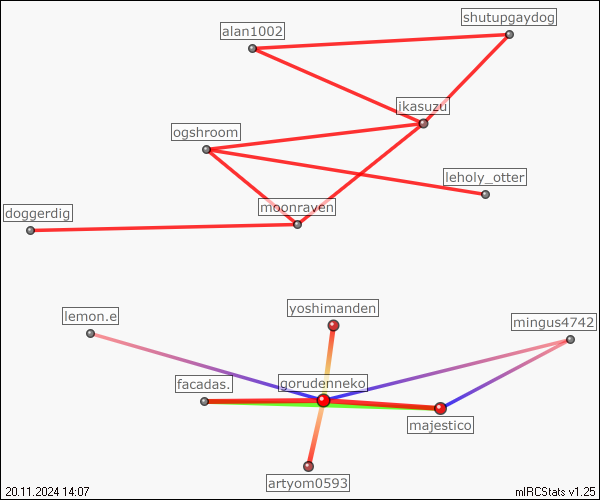 shutupgaydog
alan1002
ikasuzu
ogshroom
leholy_otter
moonraven
doggerdig
yoshimanden
lemon.e
mingus4742
facadas.
gorudenneko
majestico
artyom0593
20.11.2024 14:07
mIRCStats v1.25